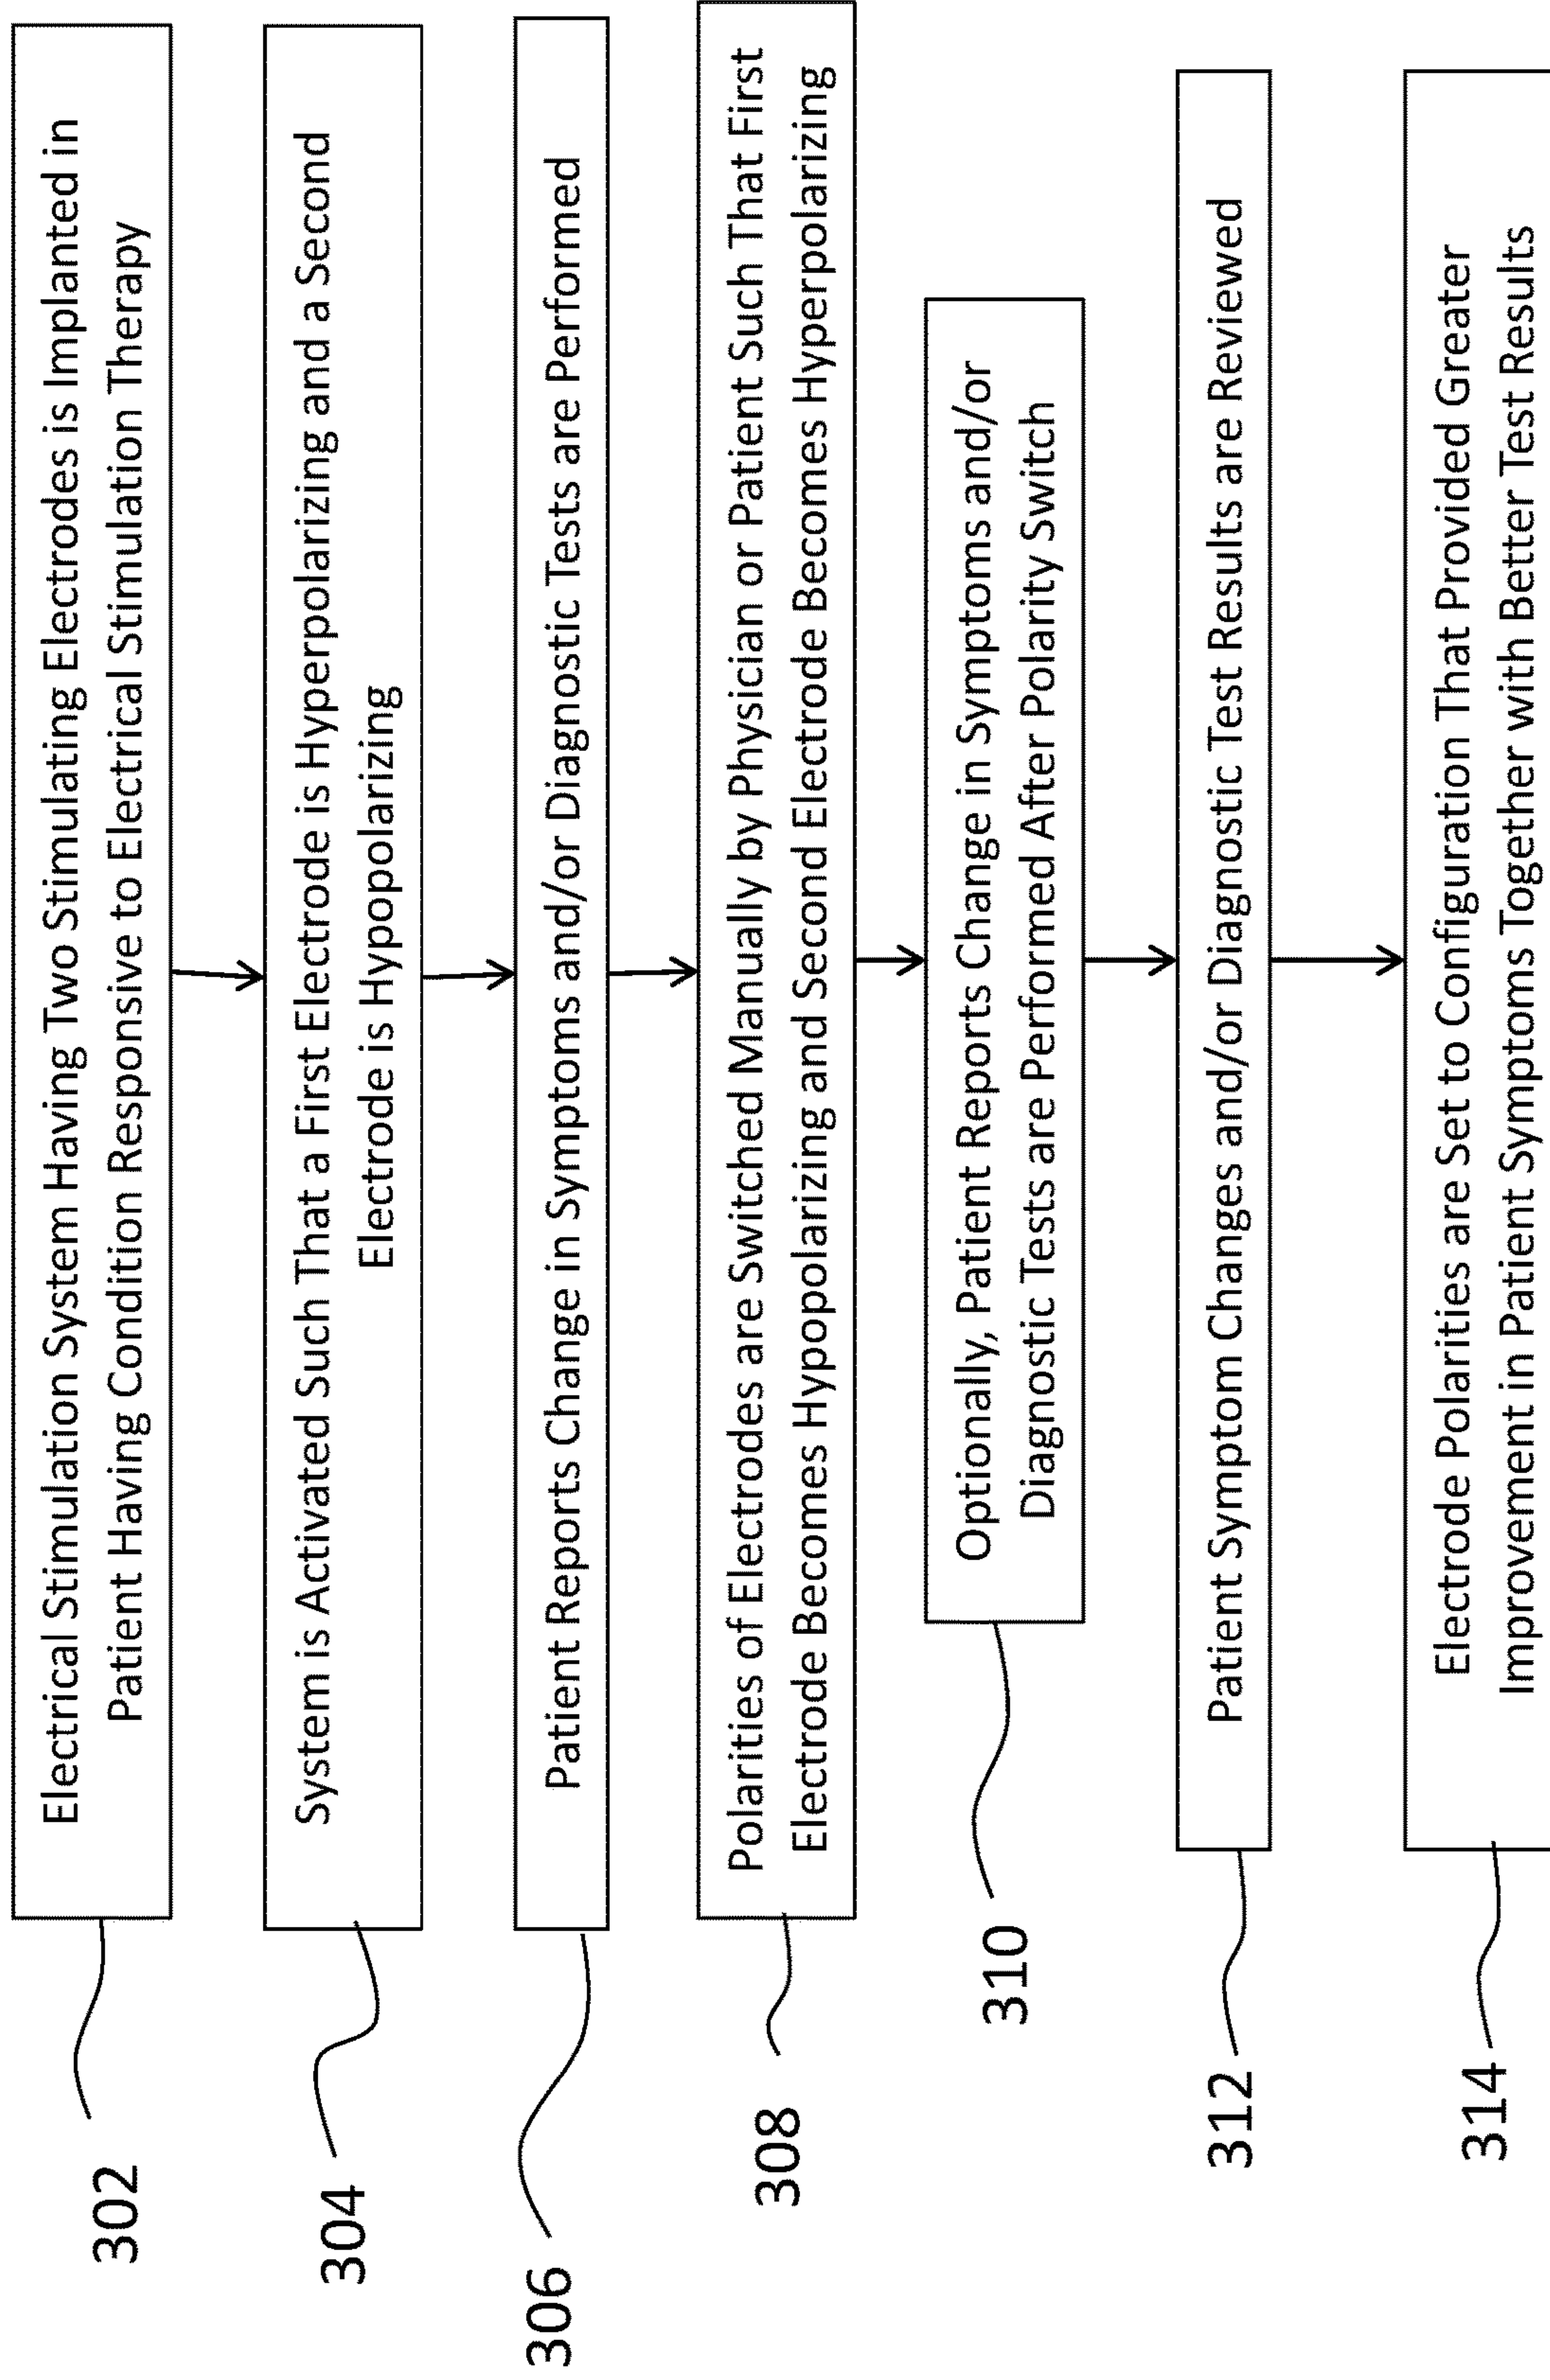 Electrical Stimulation System Having Two Stimulating Electrodes is Implanted in
Patient Having Condition Responsive to Electrical Stimulation Therapy
302
System is Activated Such That a First Electrode is Hyperpolarizing and a Second
Electrode is Hypopolarizing
304
Patient Reports Change in Symptoms and/or Diagnostic Tests are Performed
306
Polarities of Electrodes are Switched Manually by Physician or Patient Such That First
Electrode Becomes Hypopolarizing and Second Electrode Becomes Hyperpolarizing
308
Optionally, Patient Reports Change in Symptoms and/or
Diagnostic Tests are Performed After Polarity Switch
310
Patient Symptom Changes and/or Diagnostic Test Results are Reviewed
312
Electrode Polarities are Set to Configuration That Provided Greater
Improvement in Patient Symptoms Together with Better Test Results
314